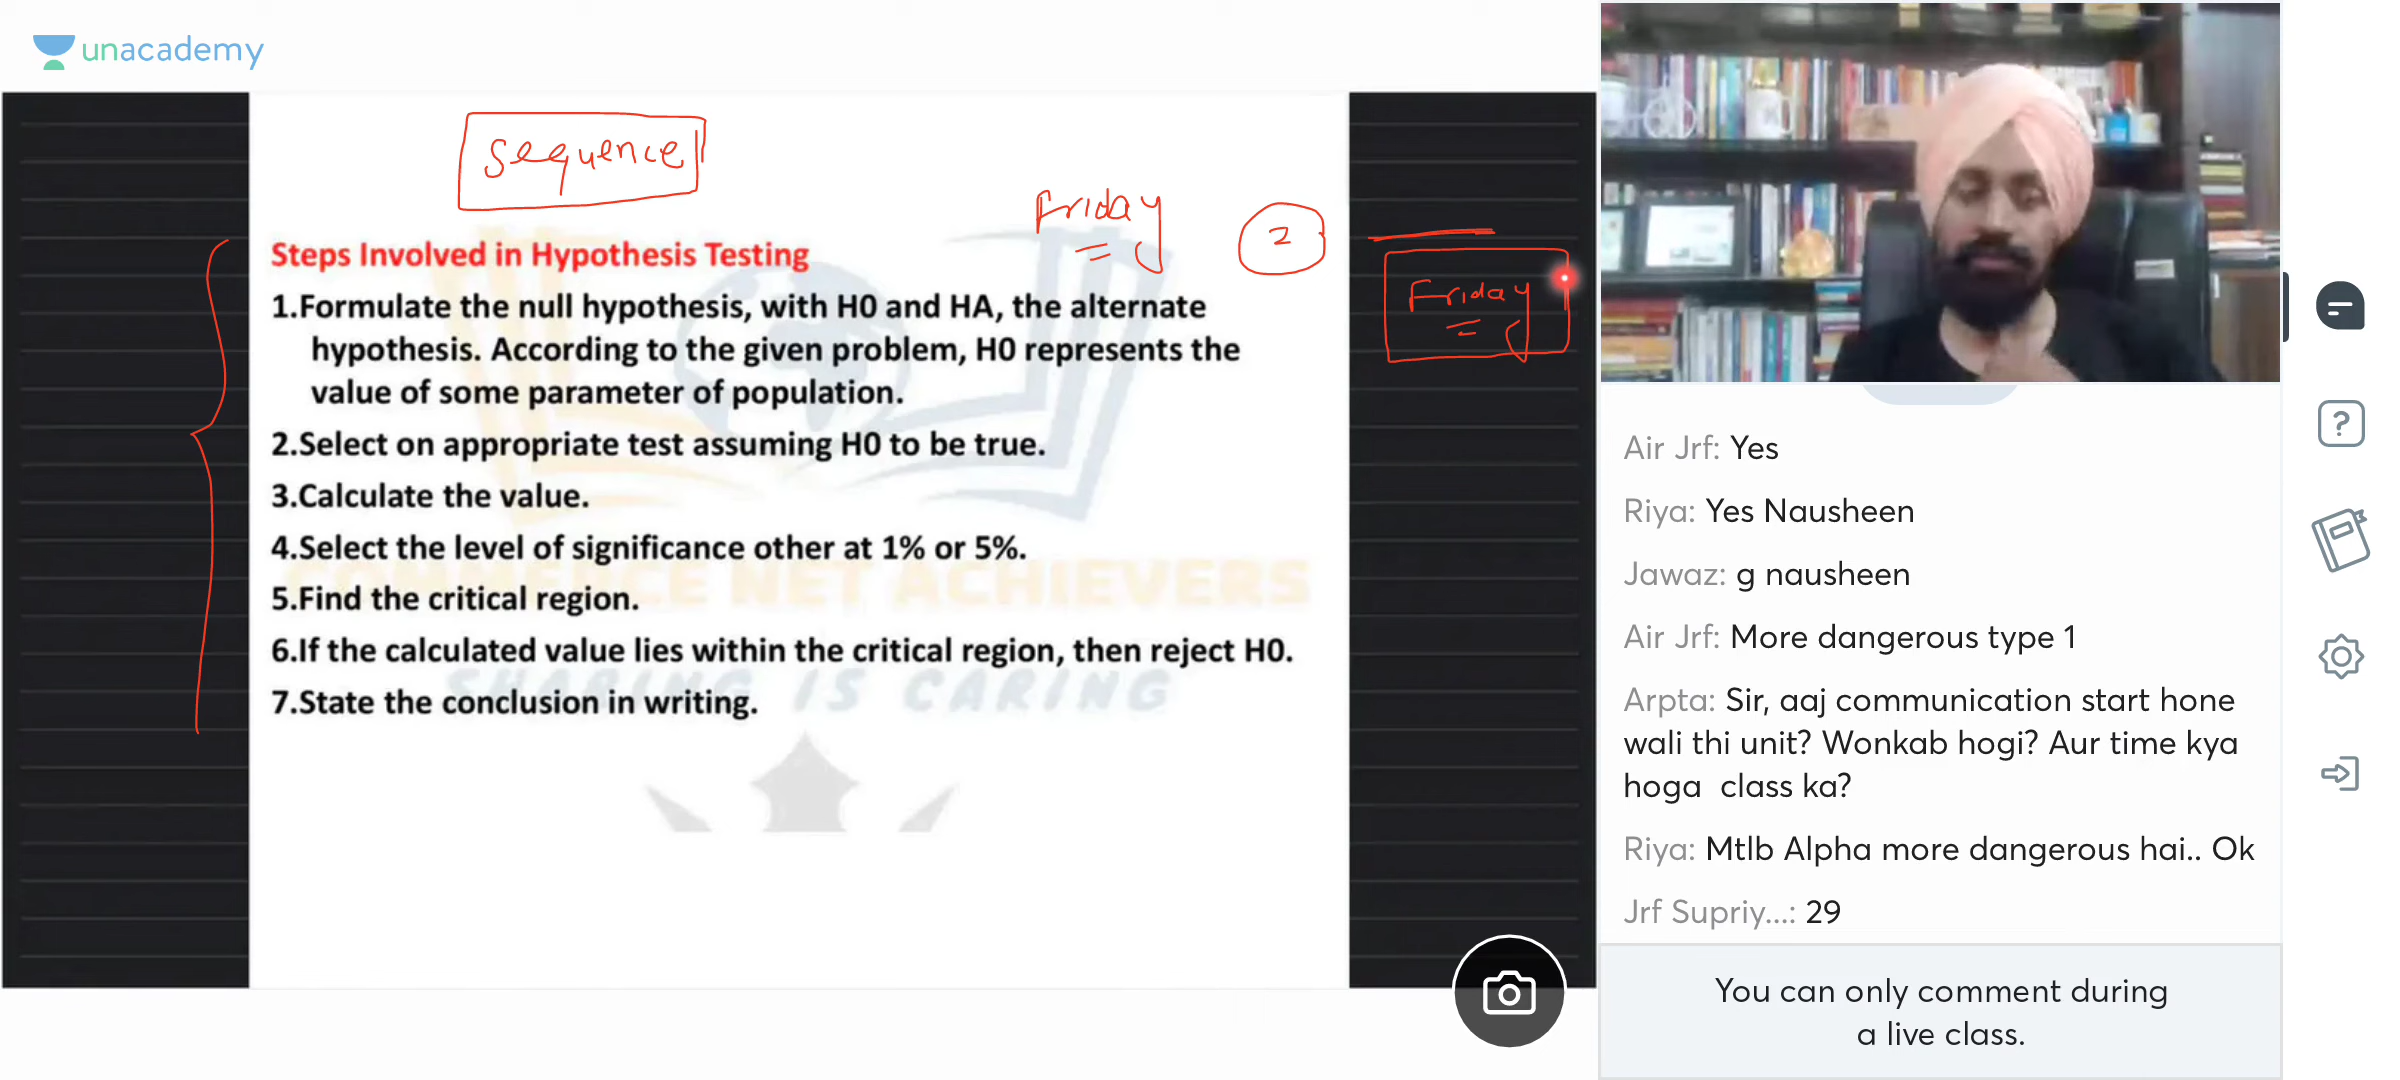 unacademy
sequence
Friday
2
Friday
Steps Involved in Hypothesis Testing
1.Formulate the null hypothesis, with H0 and HA, the alternate
hypothesis. According to the given problem, H0 represents the
value of some parameter of population.
2.Select on appropriate test assuming H0 to be true.
3.Calculate the value.
4.Select the level of significance other at 1% or 5%.
5.Find the critical region.
6.If the calculated value lies within the critical region, then reject H0.
7.State the conclusion in writing.
COMMERCE NET ACHIEVERS
SHARING IS CARING
Air Jrf: Yes
Riya: Yes Nausheen
Jawaz: g nausheen
Air Jrf: More dangerous type 1
Arpta: Sir, aaj communication start hone
wali thi unit? Wonkab hogi? Aur time kya
hoga class ka?
Riya: Mtlb Alpha more dangerous hai.. Ok
Jrf Supriy...: 29
You can only comment during
a live class.